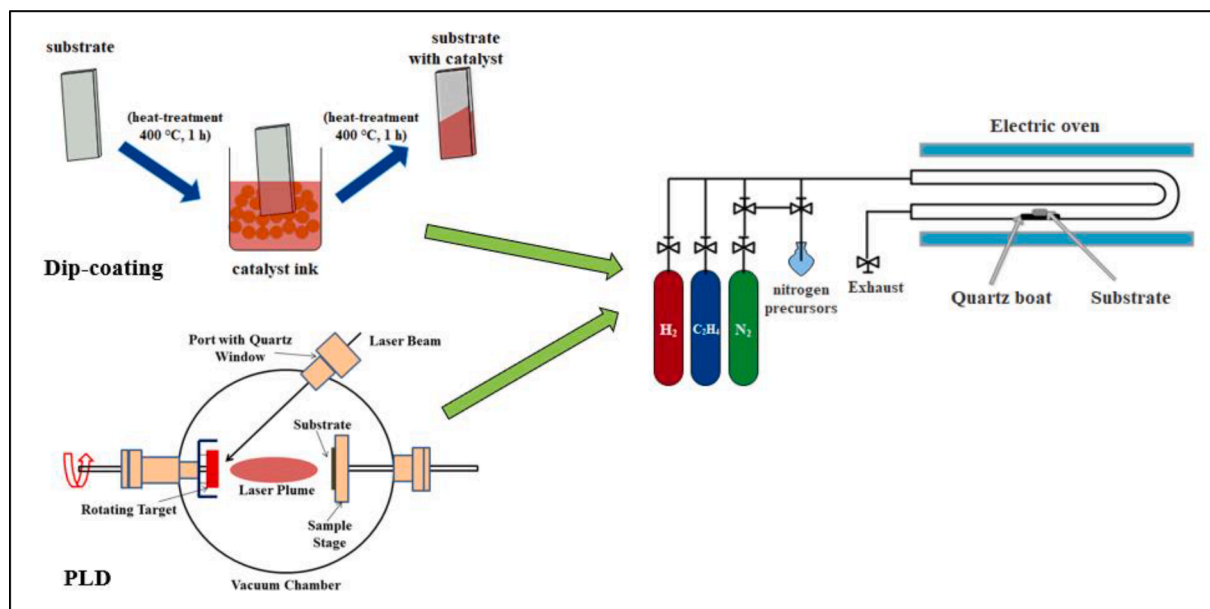 substrate
(heat-treatment
400 °C, 1 h)
catalyst ink
(heat-treatment
400 °C, 1 h)
substrate
with catalyst
Dip-coating
Port with Quartz
Window
Laser Beam
Substrate
Laser Plume
Rotating Target
Sample
Stage
Vacuum Chamber
PLD
H₂
C₂H₄
N₂
nitrogen
precursors
Exhaust
Electric oven
Quartz boat
Substrate